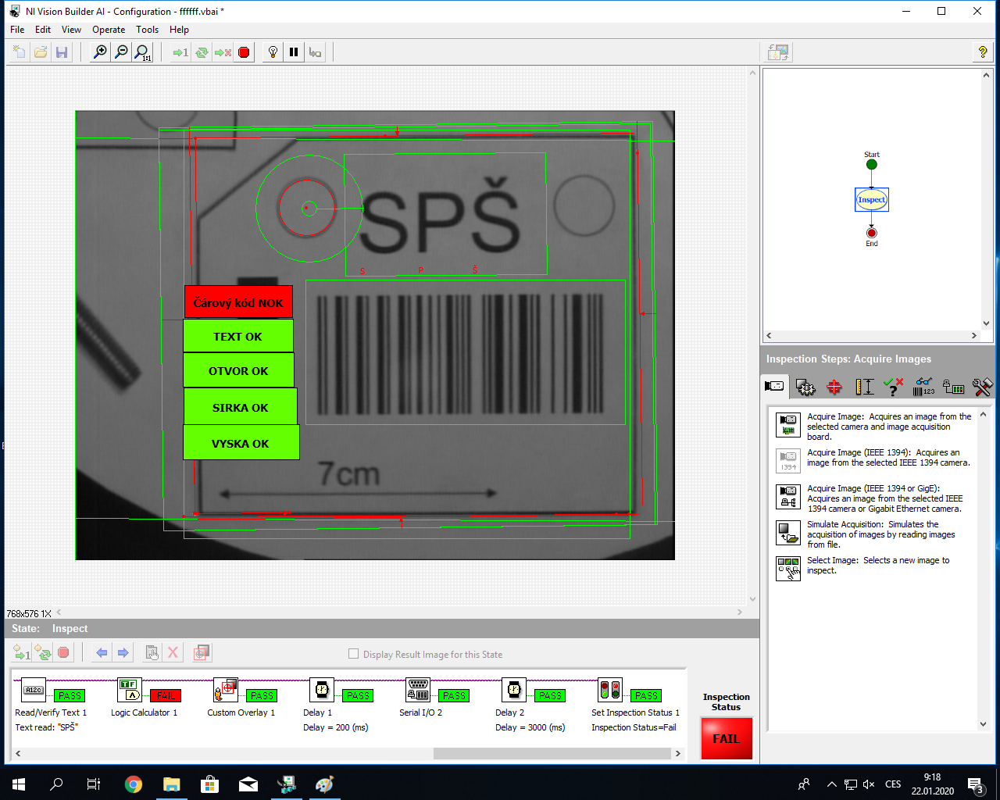 NI Vision Builder AI - Configuration - ffffff.vbai *
File Edit View Operate Tools Help
1:1
SPŠ
S P Š
Čárový kód NOK
TEXT OK
OTVOR OK
SIRKA OK
VYSKA OK
7cm
768x576 1X
Start
Inspect
End
Inspection Steps: Acquire Images
Acquire Image: Acquires an image from the
selected camera and image acquisition
board.
1394
Acquire Image (IEEE 1394): Acquires an
image from the selected IEEE 1394 camera.
Acquire Image (IEEE 1394 or GigE):
Acquires an image from the selected IEEE
1394 camera or Gigabit Ethernet camera.
Simulate Acquisition: Simulates the
acquisition of images by reading images
from file.
Select Image: Selects a new image to
inspect.
State: Inspect
Display Result Image for this State
A12c PASS
Read/Verify Text 1
Text read: "SPŠ"
T F FAIL
Logic Calculator 1
PASS
Custom Overlay 1
PASS
Delay 1
Delay = 200 (ms)
PASS
Serial I/O 2
PASS
Delay 2
Delay = 3000 (ms)
PASS
Set Inspection Status 1
Inspection Status=Fail
Inspection
Status
FAIL
CES
9:18
22.01.2020
3